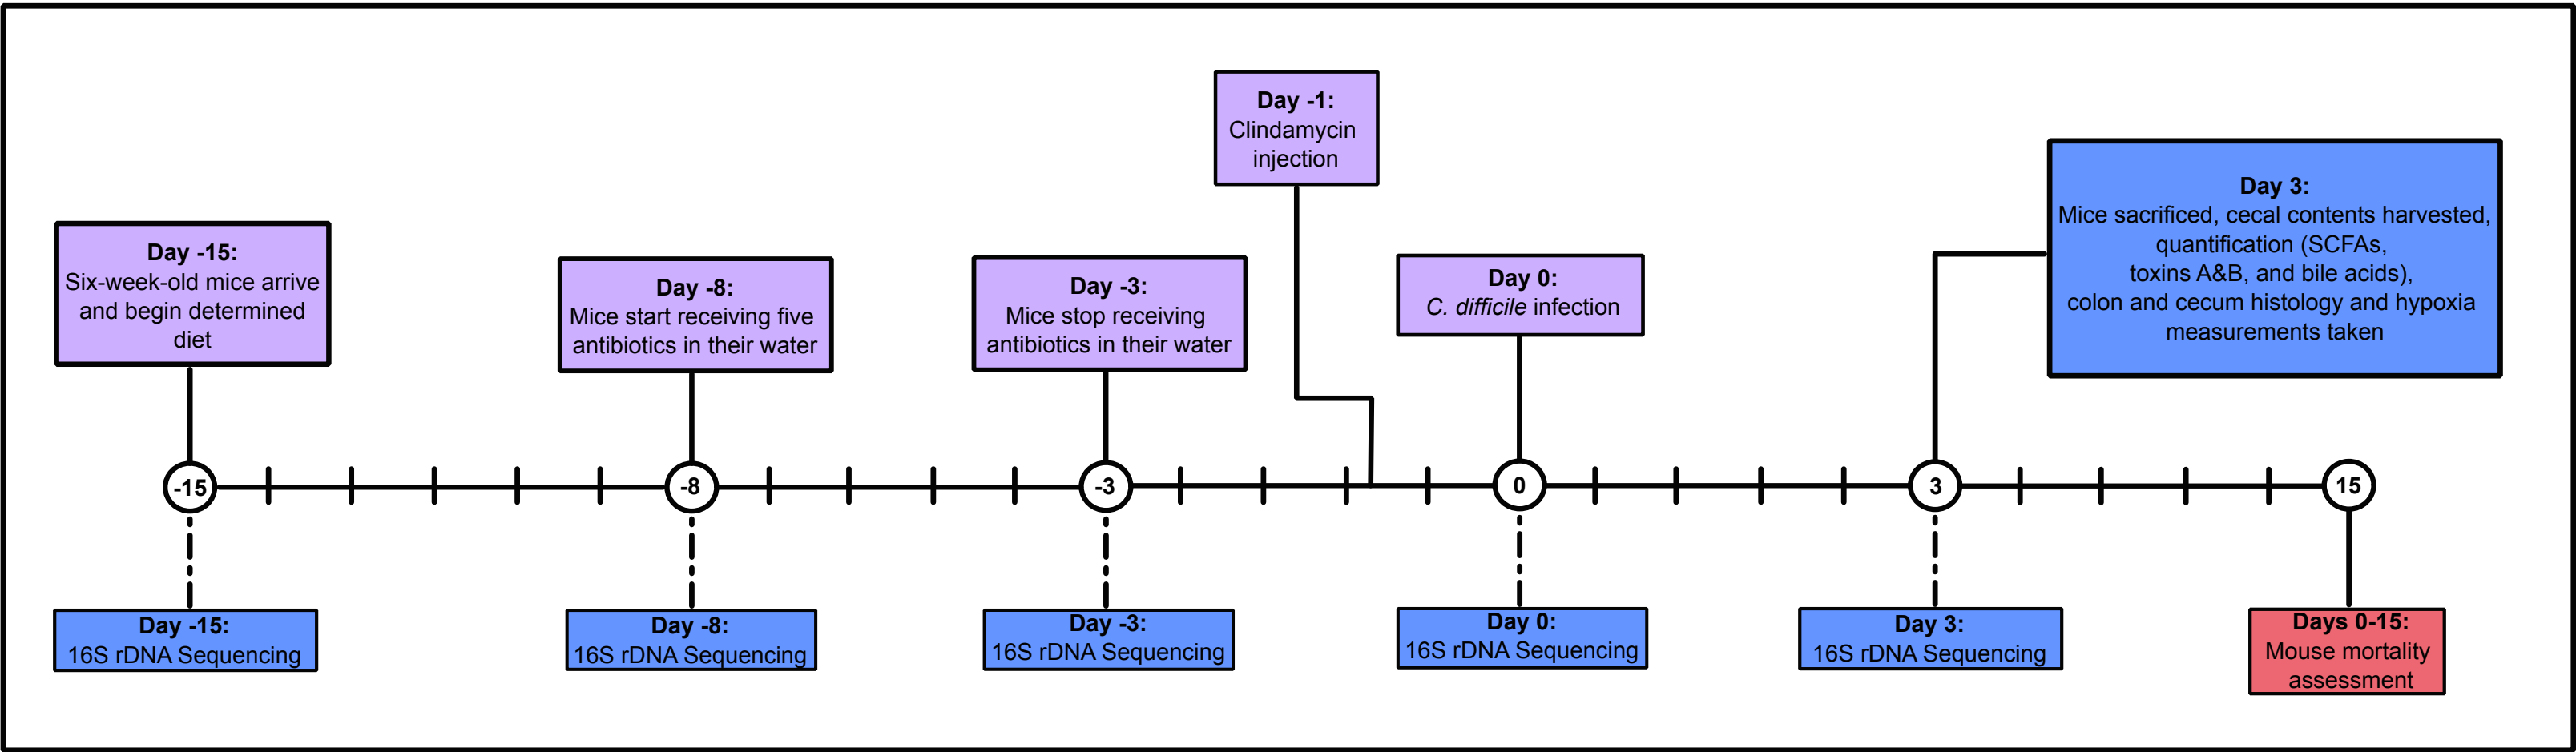 Day -15:
Six-week-old mice arrive
and begin determined
diet
Day -8:
Mice start receiving five
antibiotics in their water
Day -3:
Mice stop receiving
antibiotics in their water
Day -1:
Clindamycin
injection
Day 0:
C. difficile infection
Day 3:
Mice sacrificed, cecal contents harvested,
quantification (SCFAs,
toxins A&B, and bile acids),
colon and cecum histology and hypoxia
measurements taken
-15
-8
-3
0
3
15
Day -15:
16S rDNA Sequencing
Day -8:
16S rDNA Sequencing
Day -3:
16S rDNA Sequencing
Day 0:
16S rDNA Sequencing
Day 3:
16S rDNA Sequencing
Days 0-15:
Mouse mortality
assessment